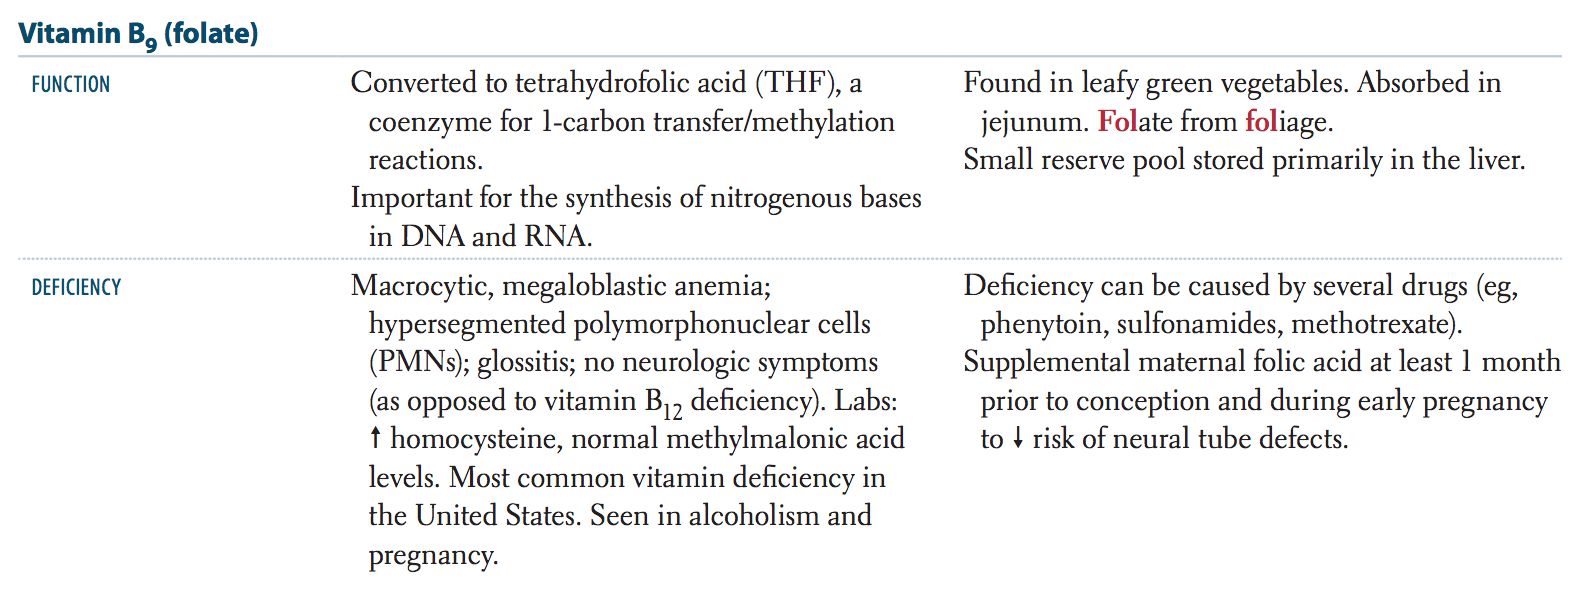 Vitamin B9 (folate)
FUNCTION
Converted to tetrahydrofolic acid (THF), a
coenzyme for 1-carbon transfer/methylation
reactions.
Important for the synthesis of nitrogenous bases
in DNA and RNA.
Found in leafy green vegetables. Absorbed in
jejunum. Folate from foliage.
Small reserve pool stored primarily in the liver.
DEFICIENCY
Macrocytic, megaloblastic anemia;
hypersegmented polymorphonuclear cells
(PMNs); glossitis; no neurologic symptoms
(as opposed to vitamin B12 deficiency). Labs:
↑ homocysteine, normal methylmalonic acid
levels. Most common vitamin deficiency in
the United States. Seen in alcoholism and
pregnancy.
Deficiency can be caused by several drugs (eg,
phenytoin, sulfonamides, methotrexate).
Supplemental maternal folic acid at least 1 month
prior to conception and during early pregnancy
to ↓ risk of neural tube defects.